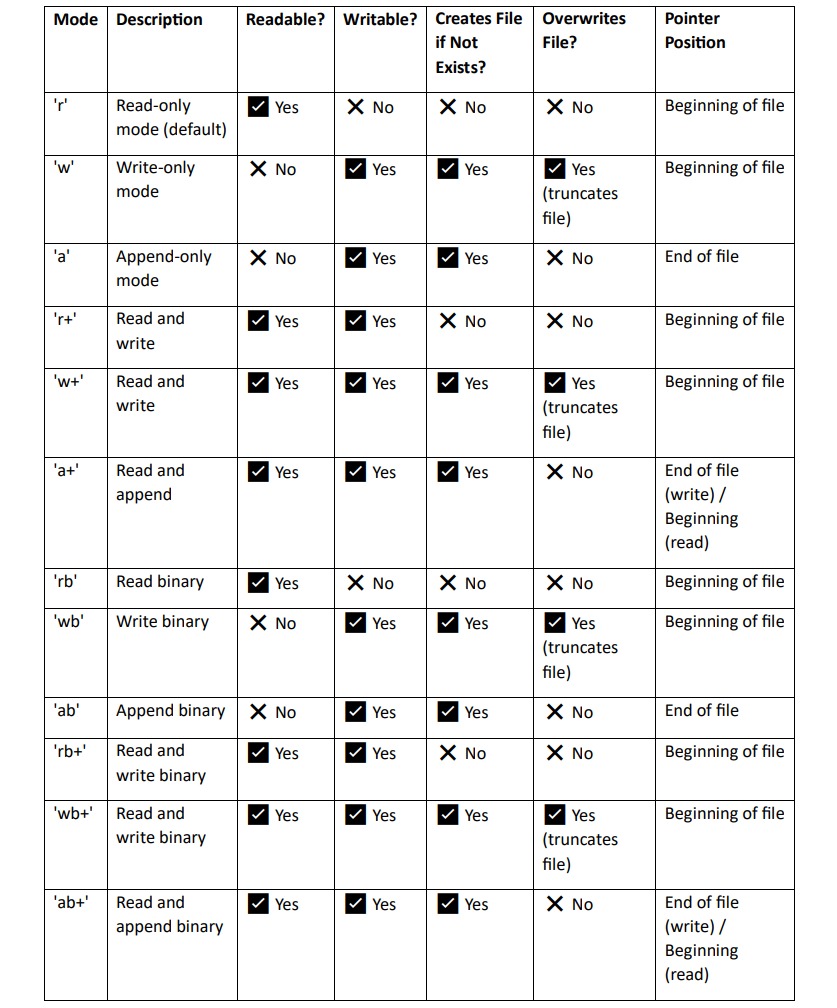 Mode Description Readable? Writable? Creates File if Not Exists? Overwrites File? Pointer Position
'r' Read-only mode (default) Yes No No No Beginning of file
'w' Write-only mode No Yes Yes Yes (truncates file) Beginning of file
'a' Append-only mode No Yes Yes No End of file
'r+' Read and write Yes Yes No No Beginning of file
'w+' Read and write Yes Yes Yes Yes (truncates file) Beginning of file
'a+' Read and append Yes Yes Yes No End of file (write) / Beginning (read)
'rb' Read binary Yes No No No Beginning of file
'wb' Write binary No Yes Yes Yes (truncates file) Beginning of file
'ab' Append binary No Yes Yes No End of file
'rb+' Read and write binary Yes Yes No No Beginning of file
'wb+' Read and write binary Yes Yes Yes Yes (truncates file) Beginning of file
'ab+' Read and append binary Yes Yes Yes No End of file (write) / Beginning (read)